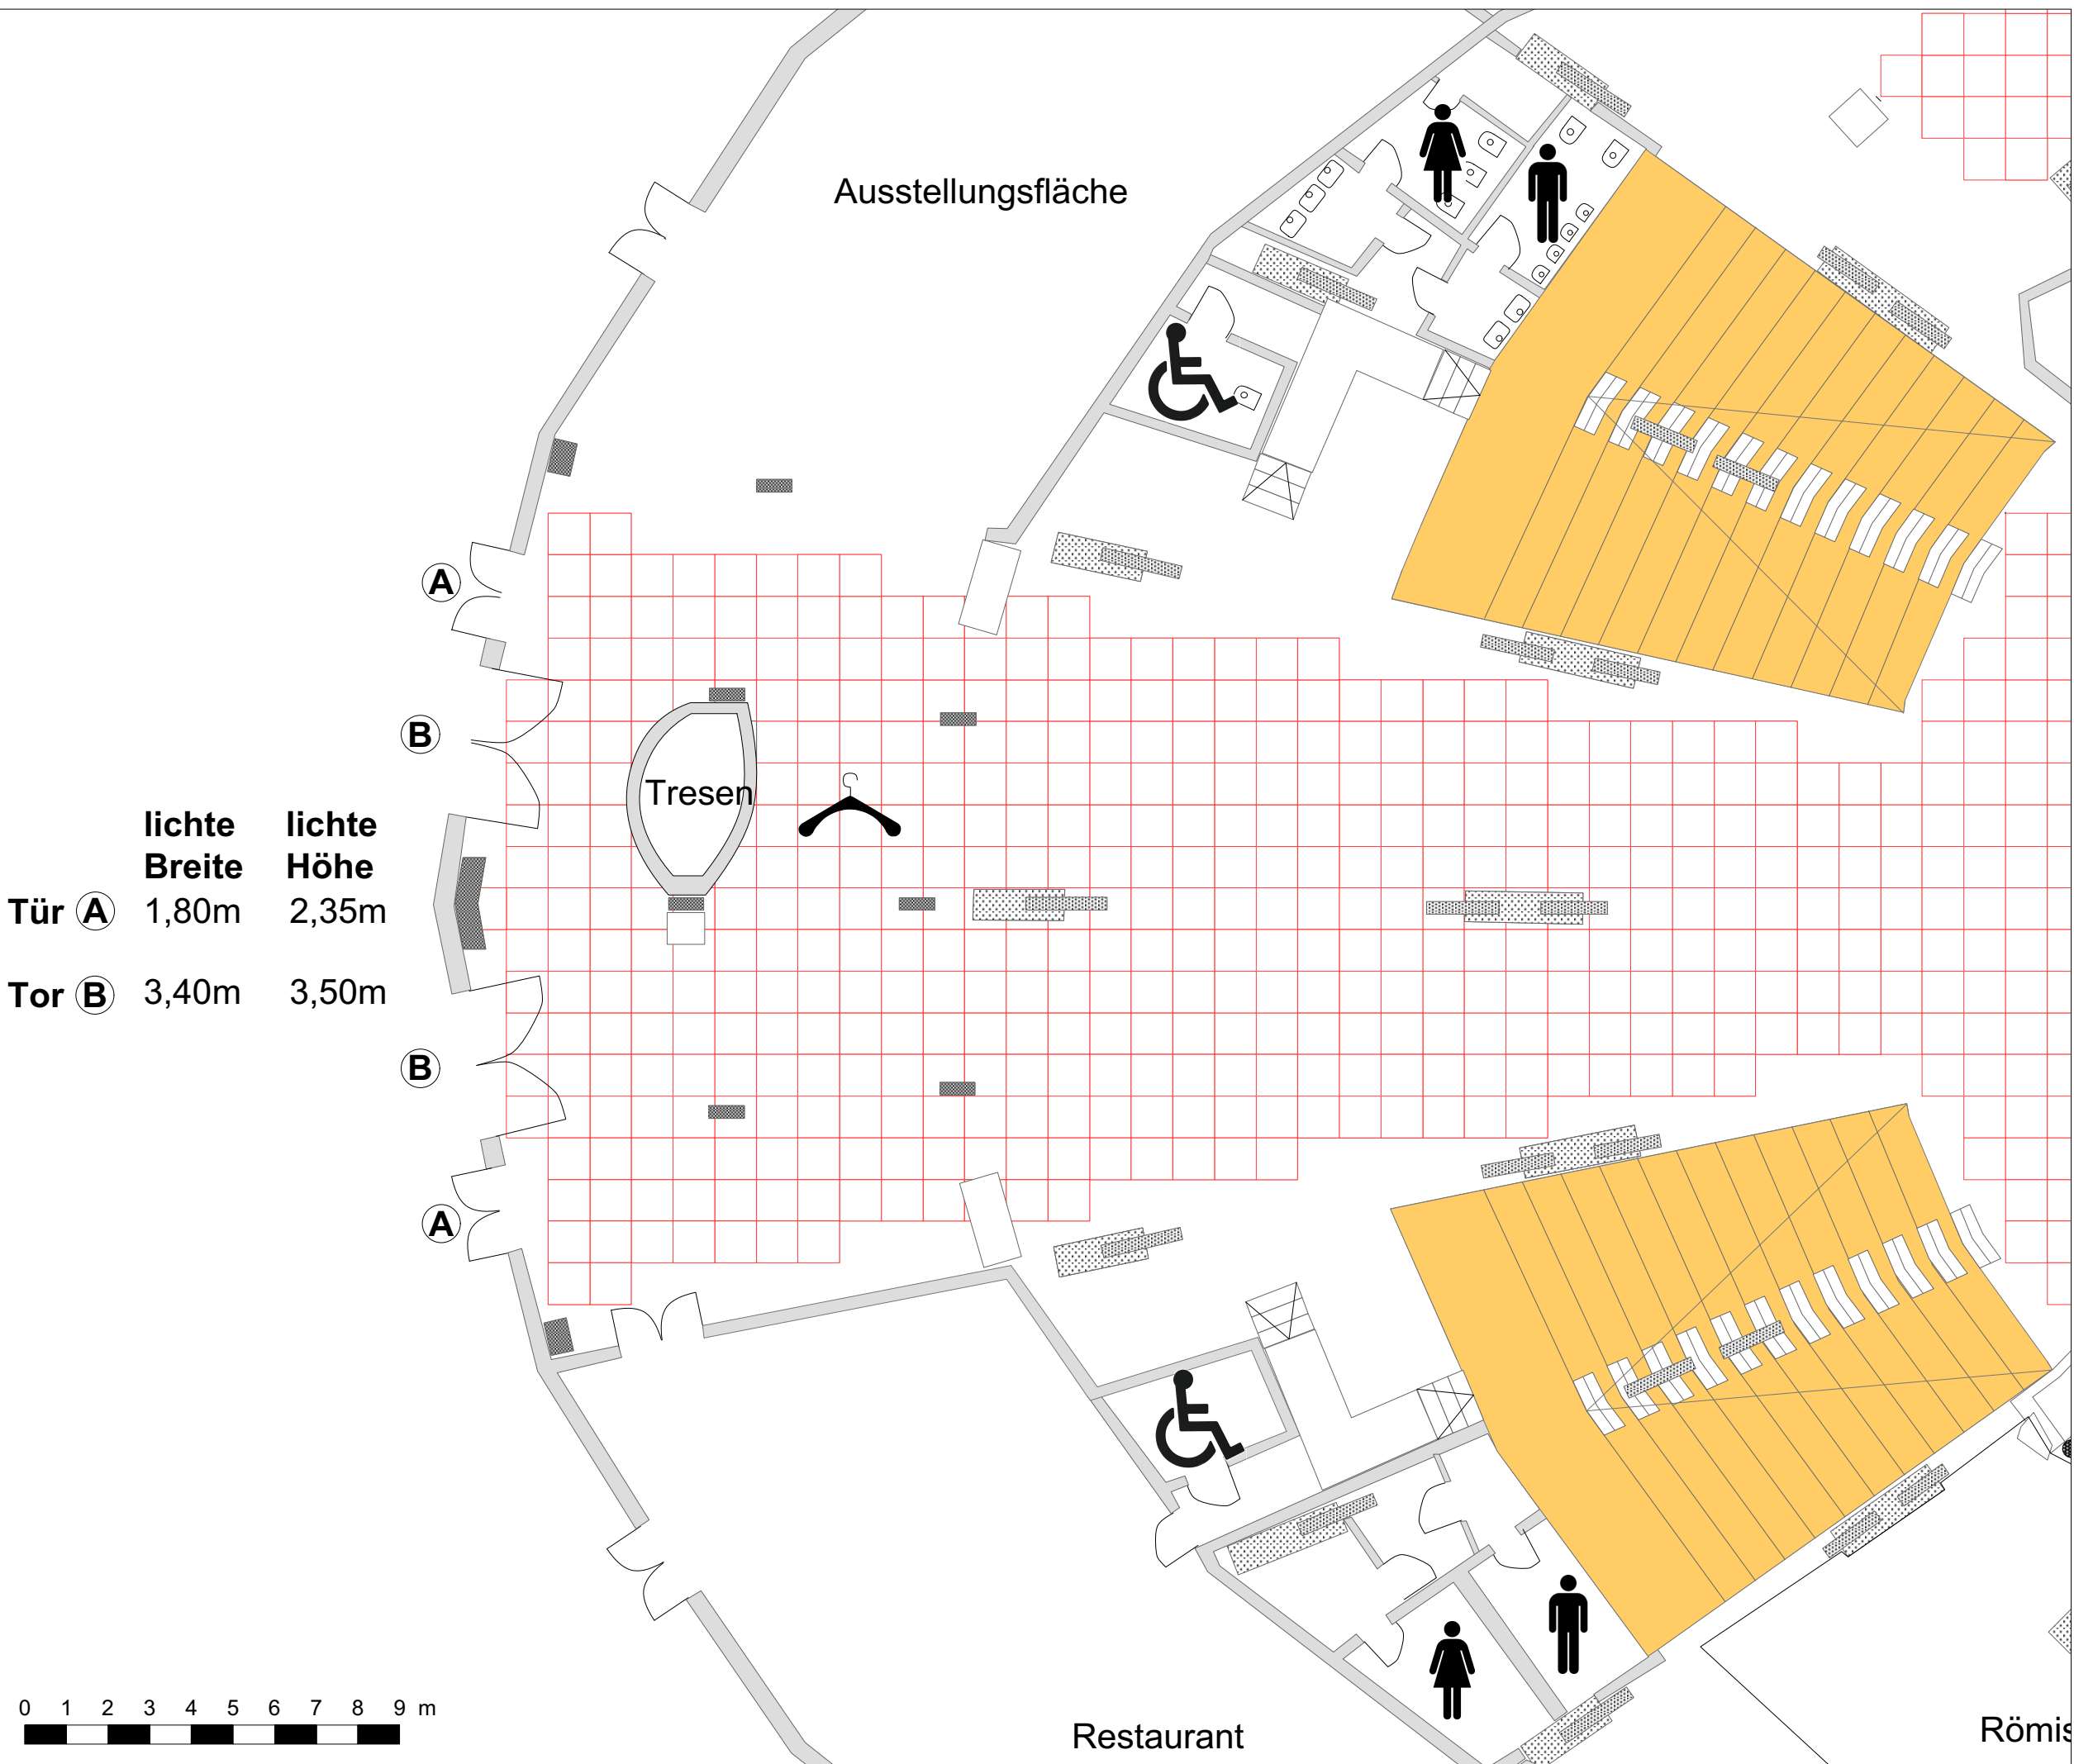 Ausstellungsfläche
A
B
Tresen
lichte lichte
Breite Höhe
Tür A 1,80m 2,35m
Tor B 3,40m 3,50m
B
A
0 1 2 3 4 5 6 7 8 9 m
Restaurant
Römis